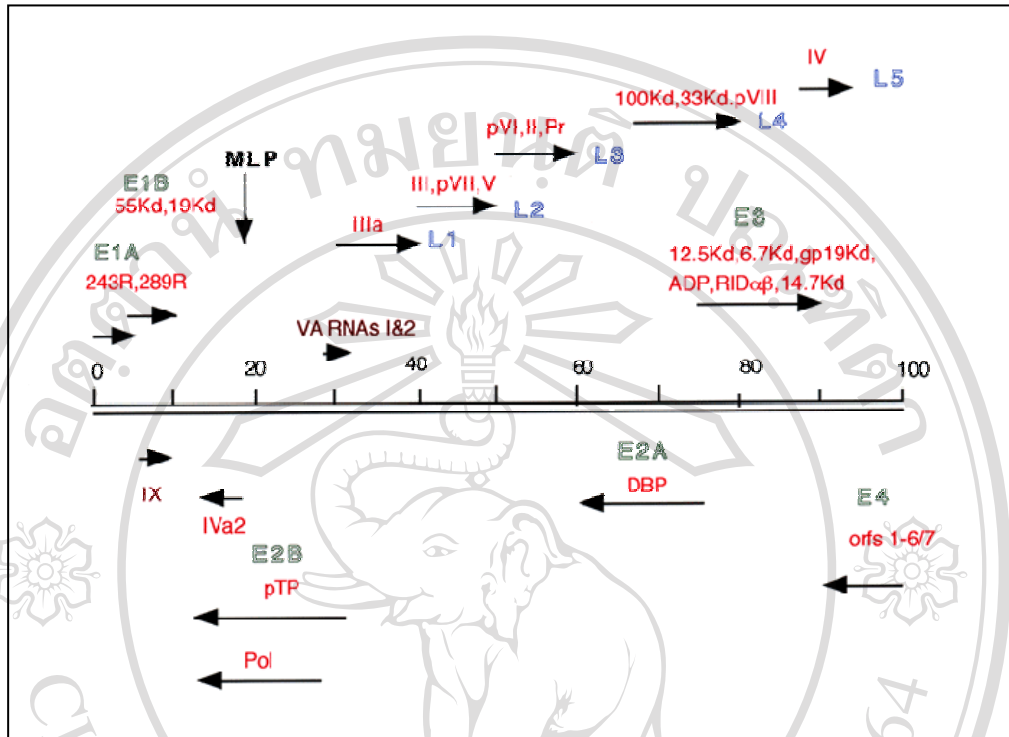 IV
L5
100Kd,33Kd.pVIII
L4
pVI,II,Pr
L3
MLP
E1B
55Kd,19Kd
III,pVII,V
L2
E3
IIIa
L1
E1A
243R,289R
12.5Kd,6.7Kd,gp19Kd,
ADP,RIDαβ,14.7Kd
VA RNAs I&2
0 20 40 60 80 100
IX
IVa2
E2A
DBP
E4
orfs 1-6/7
E2B
pTP
Pol
64